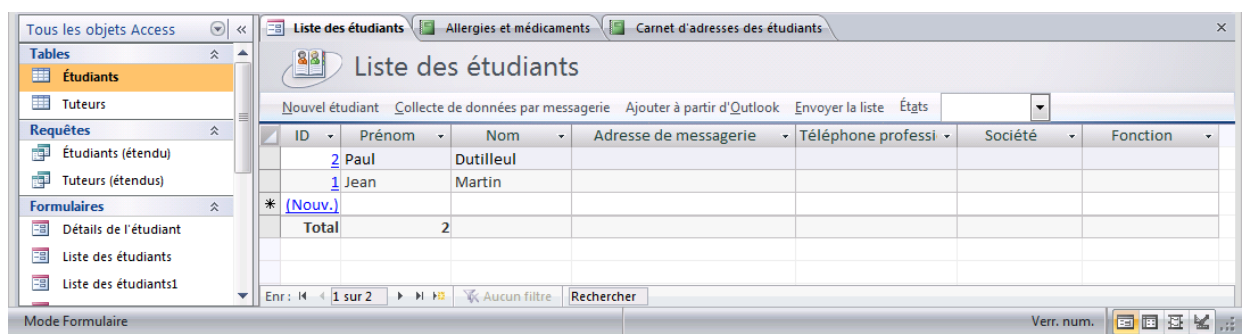 Tous les objets Access
Tables
Étudiants
Tuteurs
Requêtes
Étudiants (étendu)
Tuteurs (étendus)
Formulaires
Détails de l'étudiant
Liste des étudiants
Liste des étudiants1
Liste des étudiants Allergies et médicaments Carnet d'adresses des étudiants
Liste des étudiants
Nouvel étudiant Collecte de données par messagerie Ajouter à partir d'Outlook Envoyer la liste États
ID Prénom Nom Adresse de messagerie Téléphone professi Société Fonction
2 Paul Dutilleul
1 Jean Martin
* (Nouv.)
Total 2
Enr : 1 sur 2 Aucun filtre Rechercher
Mode Formulaire Verr. num.